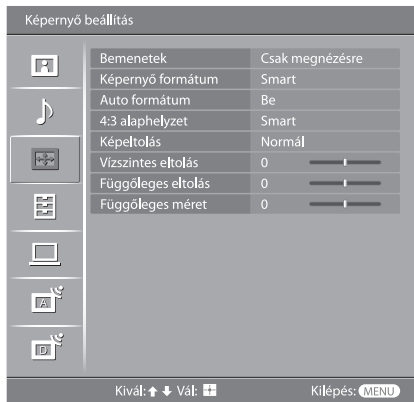 Képernyő beállítás
Bemenetek Csak megnézésre
Képernyő formátum Smart
Auto formátum Be
4:3 alaphelyzet Smart
Képeltolás Normál
Vízszintes eltolás 0
Függőleges eltolás 0
Függőleges méret 0
A
D
Kivál: Vál: Kilépés: MENU